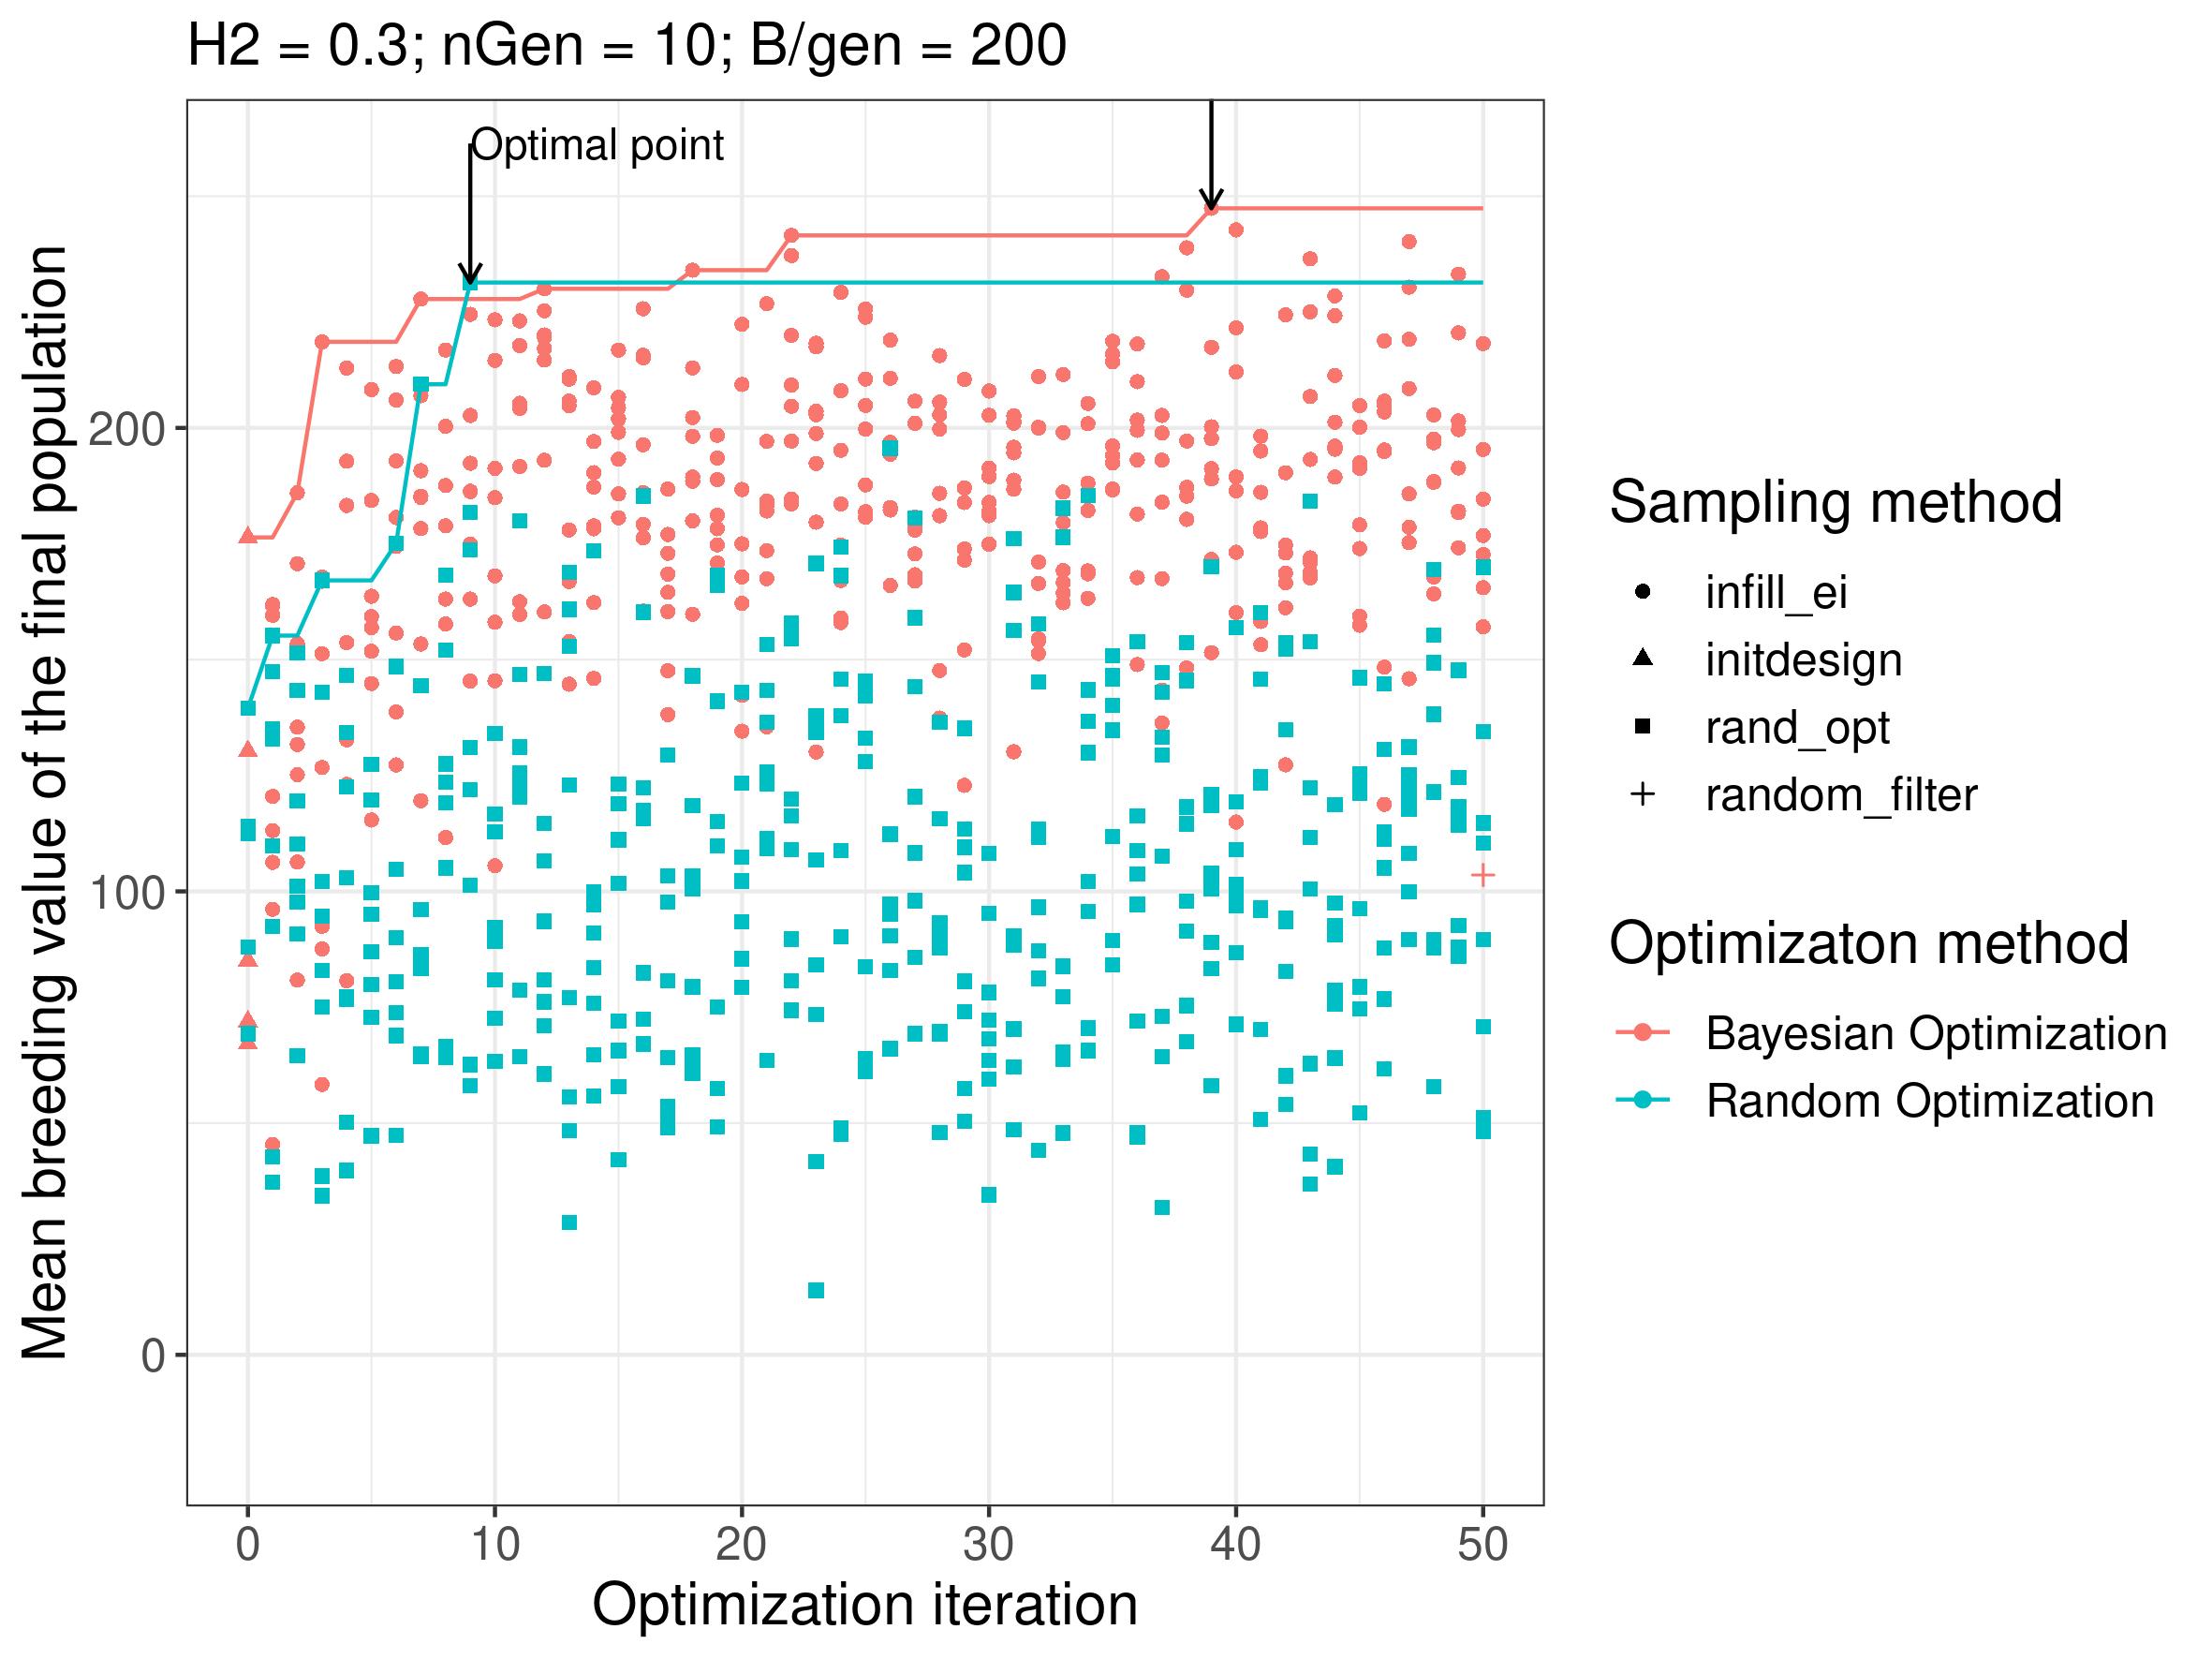 H2 = 0.3; nGen = 10; B/gen = 200
Optimal point
Mean breeding value of the final population
200
100
0
0 10 20 30 40 50
Optimization iteration
Sampling method
infill_ei
initdesign
rand_opt
random_filter
Optimizaton method
Bayesian Optimization
Random Optimization